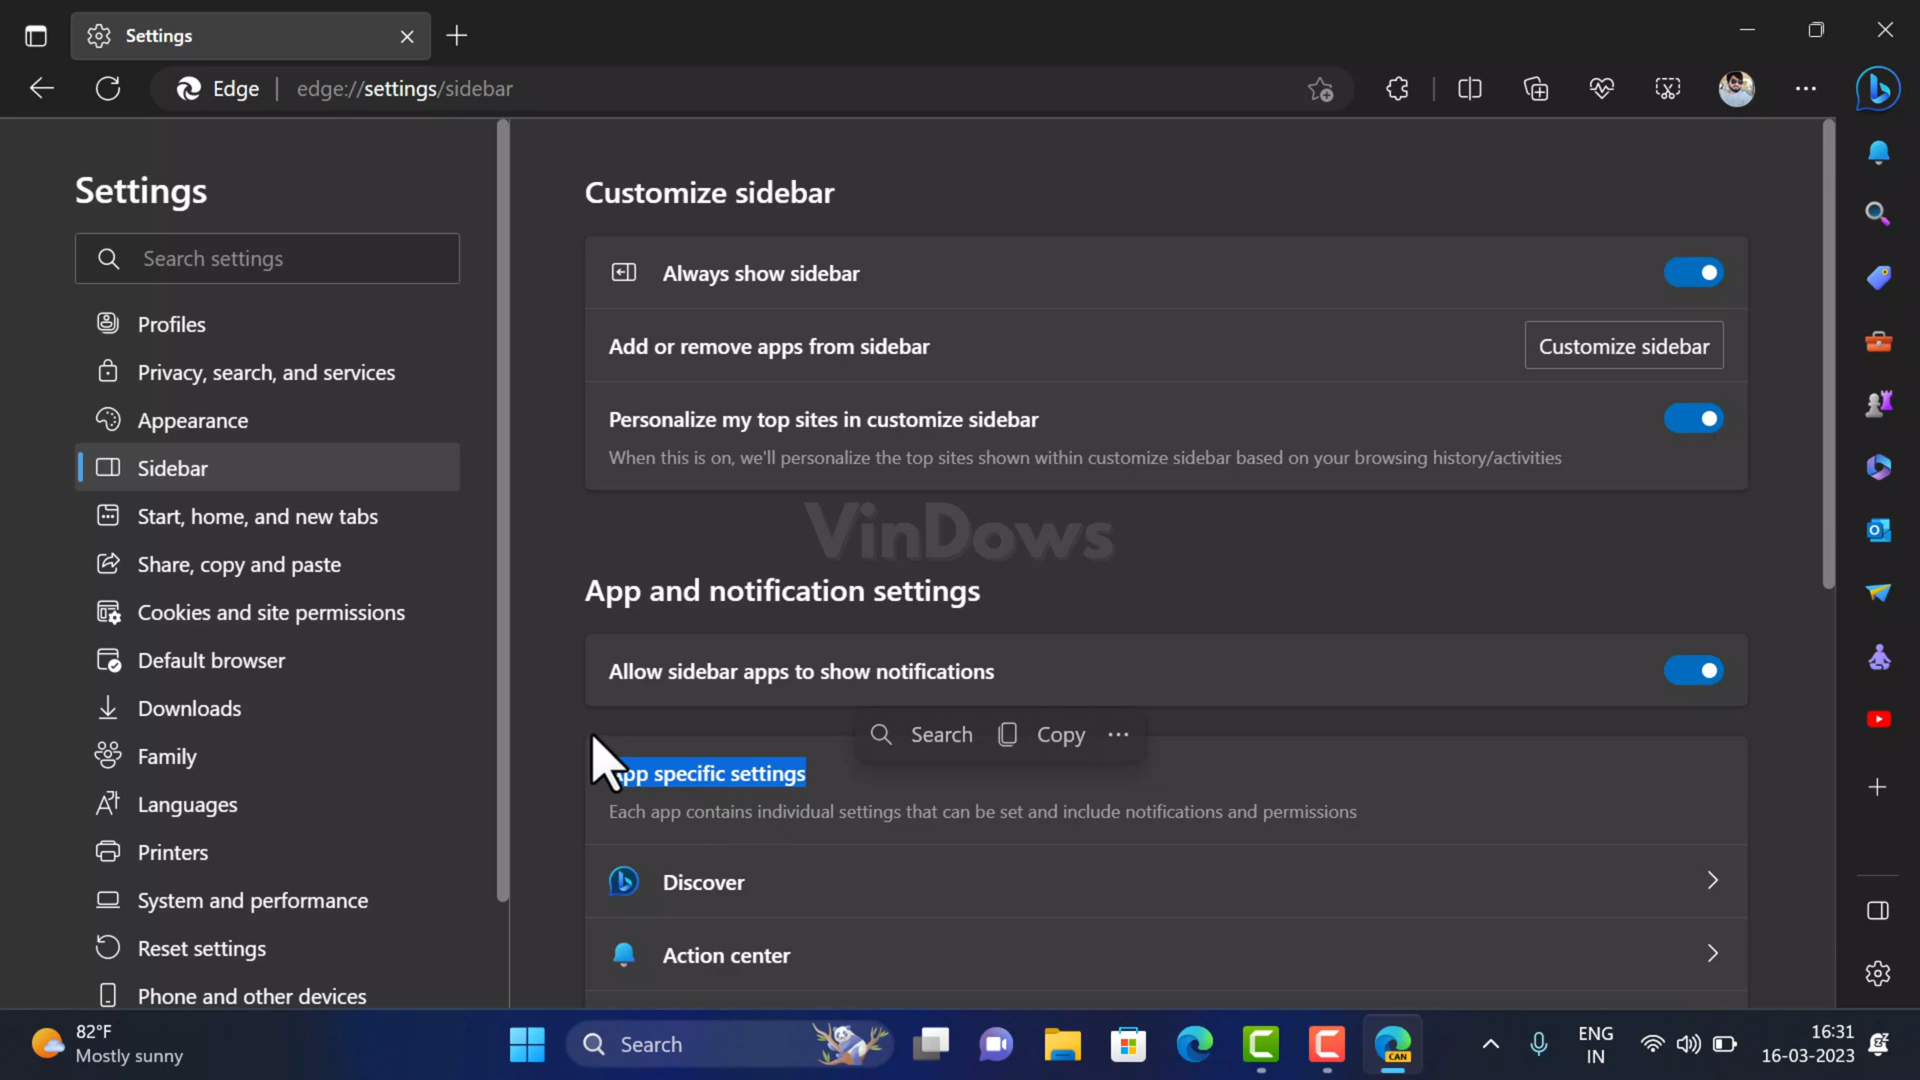 Settings
Edge
edge://settings/sidebar
Settings
Search settings
Profiles
Privacy, search, and services
Appearance
Sidebar
Start, home, and new tabs
Share, copy and paste
Cookies and site permissions
Default browser
Downloads
Family
Languages
Printers
System and performance
Reset settings
Phone and other devices
Customize sidebar
Always show sidebar
Add or remove apps from sidebar
Customize sidebar
Personalize my top sites in customize sidebar
When this is on, we'll personalize the top sites shown within customize sidebar based on your browsing history/activities
VinDows
App and notification settings
Allow sidebar apps to show notifications
Search
Copy
pp specific settings
Each app contains individual settings that can be set and include notifications and permissions
Discover
Action center
82°F
Mostly sunny
Search
CAN
ENG
IN
16:31
16-03-2023